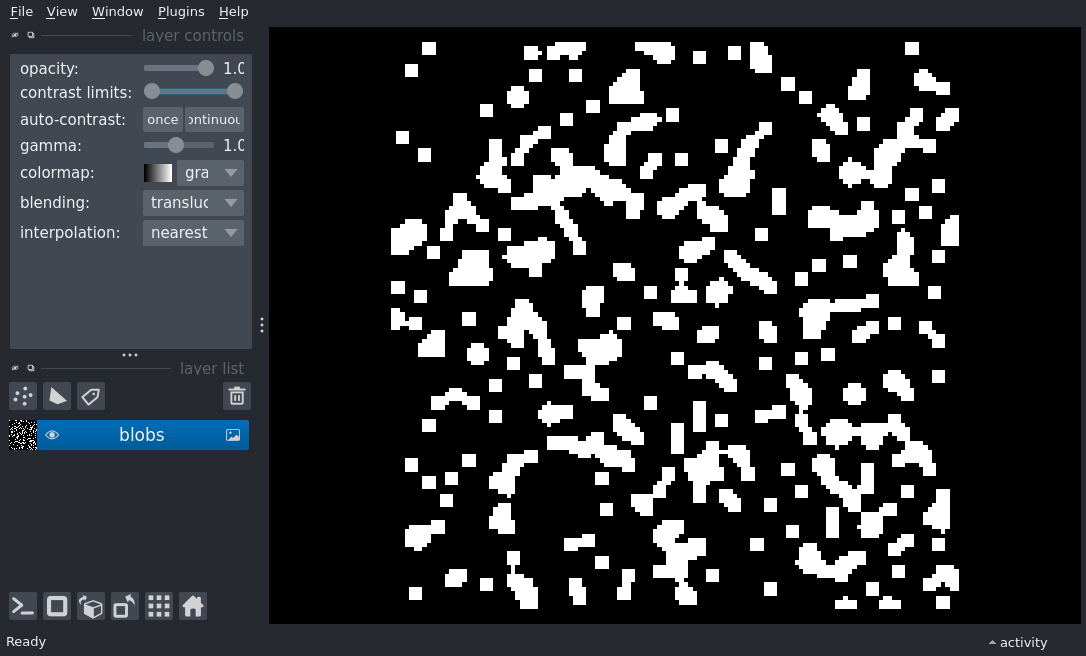 File View Window Plugins Help
layer controls
opacity: 1.0
contrast limits:
auto-contrast: once ontinuou
gamma: 1.0
colormap: gra
blending: transluc
interpolation: nearest
layer list
blobs
Ready
activity